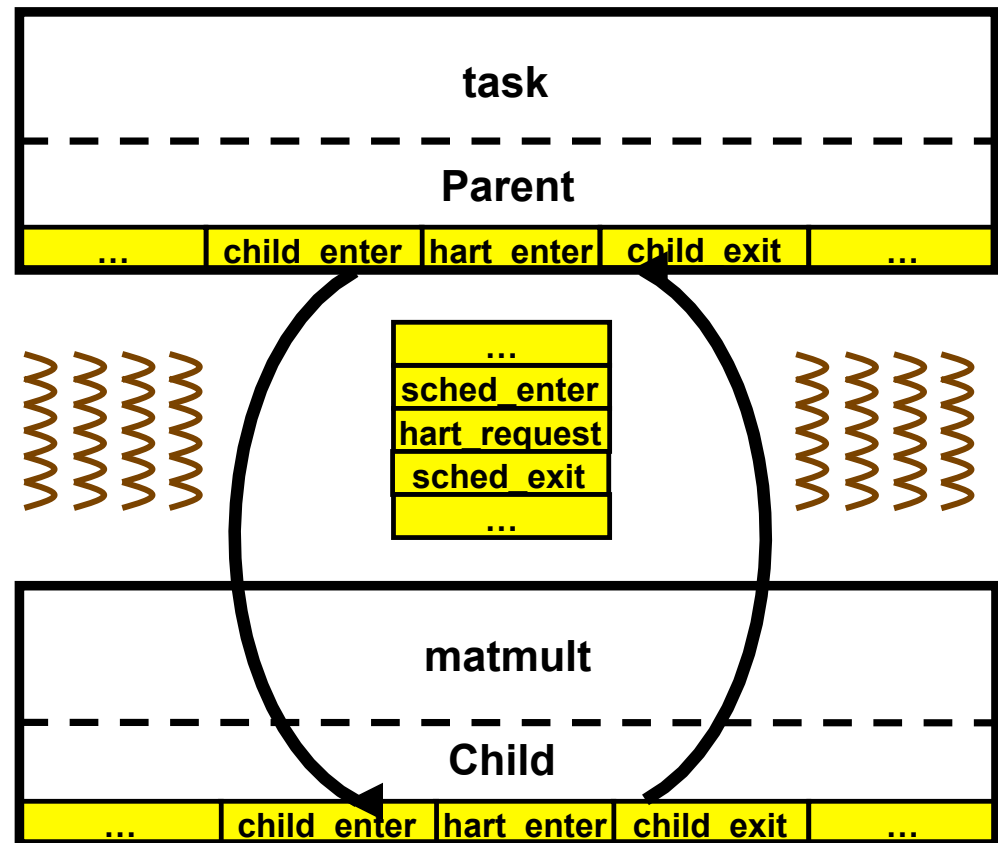 task
Parent
... child_enter hart_enter child_exit ...
...
sched_enter
hart_request
sched_exit
...
matmult
Child
... child_enter hart_enter child_exit ...